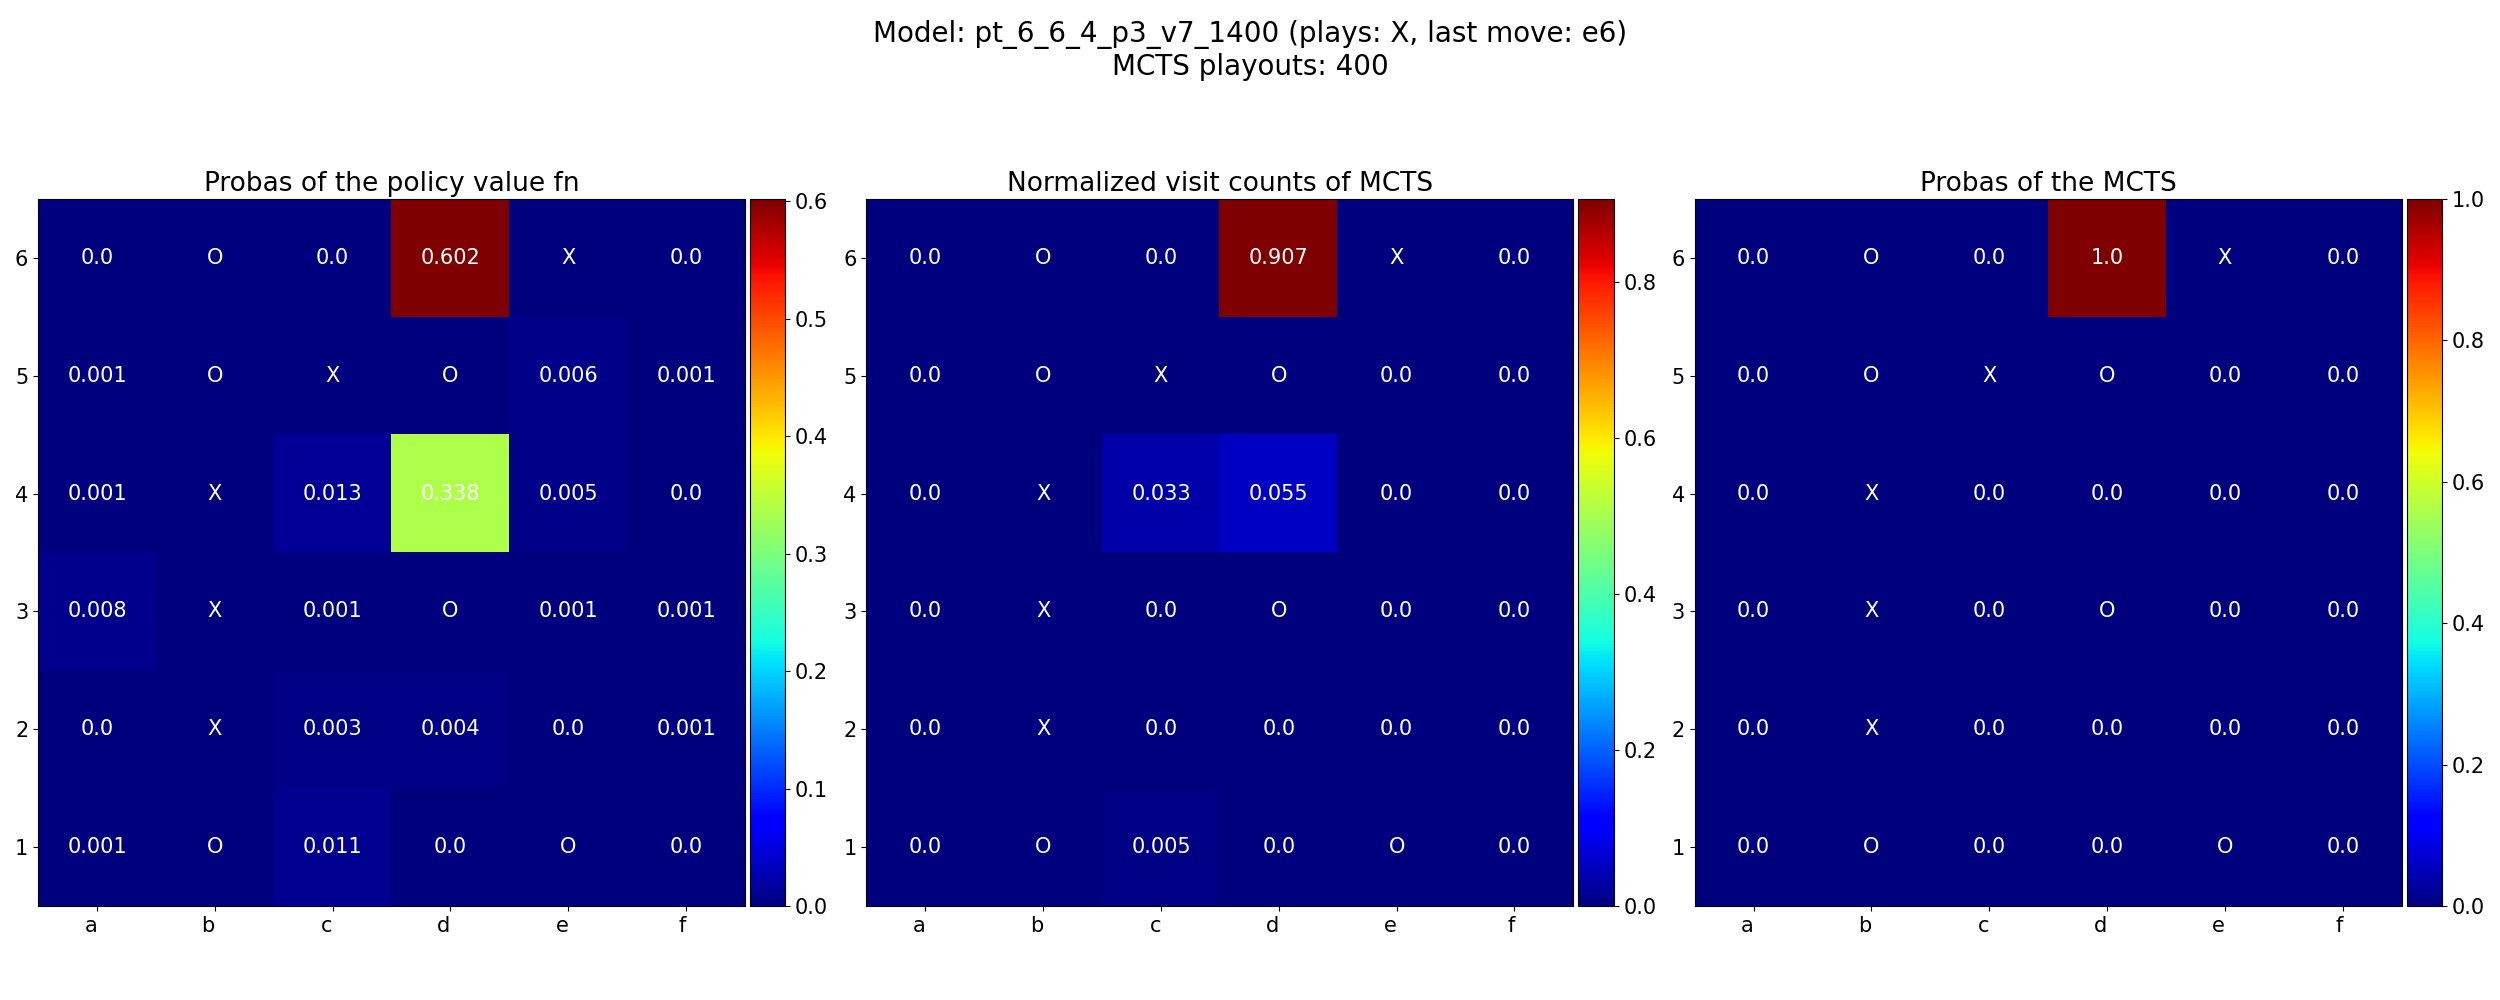 Model: pt_6_6_4_p3_v7_1400 (plays: X, last move: e6)
MCTS playouts: 400
Probas of the policy value fn
6 0.0 O 0.0 0.602 X 0.0
5 0.001 O X O 0.006 0.001
4 0.001 X 0.013 0.338 0.005 0.0
3 0.008 X 0.001 O 0.001 0.001
2 0.0 X 0.003 0.004 0.0 0.001
1 0.001 O 0.011 0.0 O 0.0
a b c d e f
0.6
0.5
0.4
0.3
0.2
0.1
0.0
Normalized visit counts of MCTS
6 0.0 O 0.0 0.907 X 0.0
5 0.0 O X O 0.0 0.0
4 0.0 X 0.033 0.055 0.0 0.0
3 0.0 X 0.0 O 0.0 0.0
2 0.0 X 0.0 0.0 0.0 0.0
1 0.0 O 0.005 0.0 O 0.0
a b c d e f
0.8
0.6
0.4
0.2
0.0
Probas of the MCTS
6 0.0 O 0.0 1.0 X 0.0
5 0.0 O X O 0.0 0.0
4 0.0 X 0.0 0.0 0.0 0.0
3 0.0 X 0.0 O 0.0 0.0
2 0.0 X 0.0 0.0 0.0 0.0
1 0.0 O 0.0 0.0 O 0.0
a b c d e f
1.0
0.8
0.6
0.4
0.2
0.0